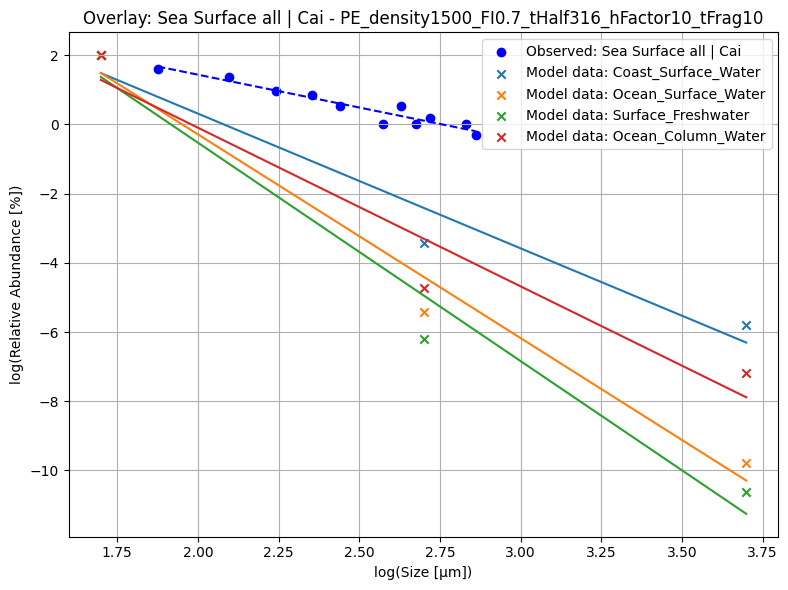 Overlay: Sea Surface all | Cai - PE_density1500_FI0.7_tHalf316_hFactor10_tFrag10
Observed: Sea Surface all | Cai
Model data: Coast_Surface_Water
Model data: Ocean_Surface_Water
Model data: Surface_Freshwater
Model data: Ocean_Column_Water
log(Relative Abundance [%])
2
0
−2
−4
−6
−8
−10
1.75 2.00 2.25 2.50 2.75 3.00 3.25 3.50 3.75
log(Size [µm])